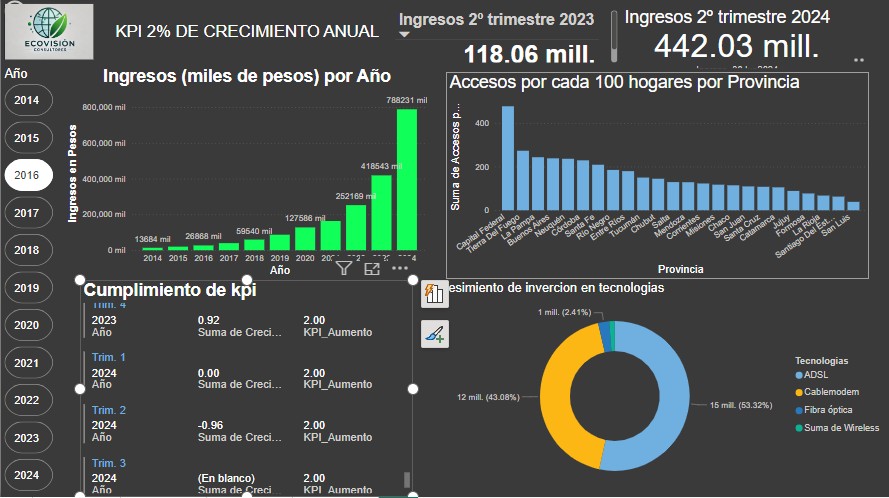 ECOVISIÓN
CONSULTORES
KPI 2% DE CRECIMIENTO ANUAL
Ingresos 2º trimestre 2023
118.06 mill.
Ingresos 2º trimestre 2024
442.03 mill.
Año
2014
2015
2016
2017
2018
2019
2020
2021
2022
2023
2024
Ingresos (miles de pesos) por Año
Ingresos en Pesos
800,000 mil
600,000 mil
400,000 mil
200,000 mil
0 mil
13684 mil
26868 mil
59540 mil
127586 mil
252169 mil
418543 mil
788231 mil
2014 2015 2016 2017 2018 2019 2020
Año
Accesos por cada 100 hogares por Provincia
Suma de Accesos p...
400
200
0
Capital Federal
Tierra Del Fuego
La Pampa
Buenos Aires
Neuquén
Córdoba
Santa Fe
Río Negro
Entre Ríos
Tucumán
Chubut
Salta
Mendoza
Corrientes
Misiones
Chaco
San Juan
Santa Cruz
Catamarca
Jujuy
Formosa
La Rioja
Santiago Del Est...
San Luis
Provincia
Cumplimiento de kpi
Trim. 4
2023 0.92 2.00
Año Suma de Creci... KPI_Aumento
Trim. 1
2024 0.00 2.00
Año Suma de Creci... KPI_Aumento
Trim. 2
2024 -0.96 2.00
Año Suma de Creci... KPI_Aumento
Trim. 3
2024 (En blanco) 2.00
Año Suma de Creci... KPI_Aumento
esimiento de invercion en tecnologias
1 mill. (2.41%)
12 mill. (43.08%)
15 mill. (53.32%)
Tecnologias
ADSL
Cablemodem
Fibra óptica
Suma de Wireless